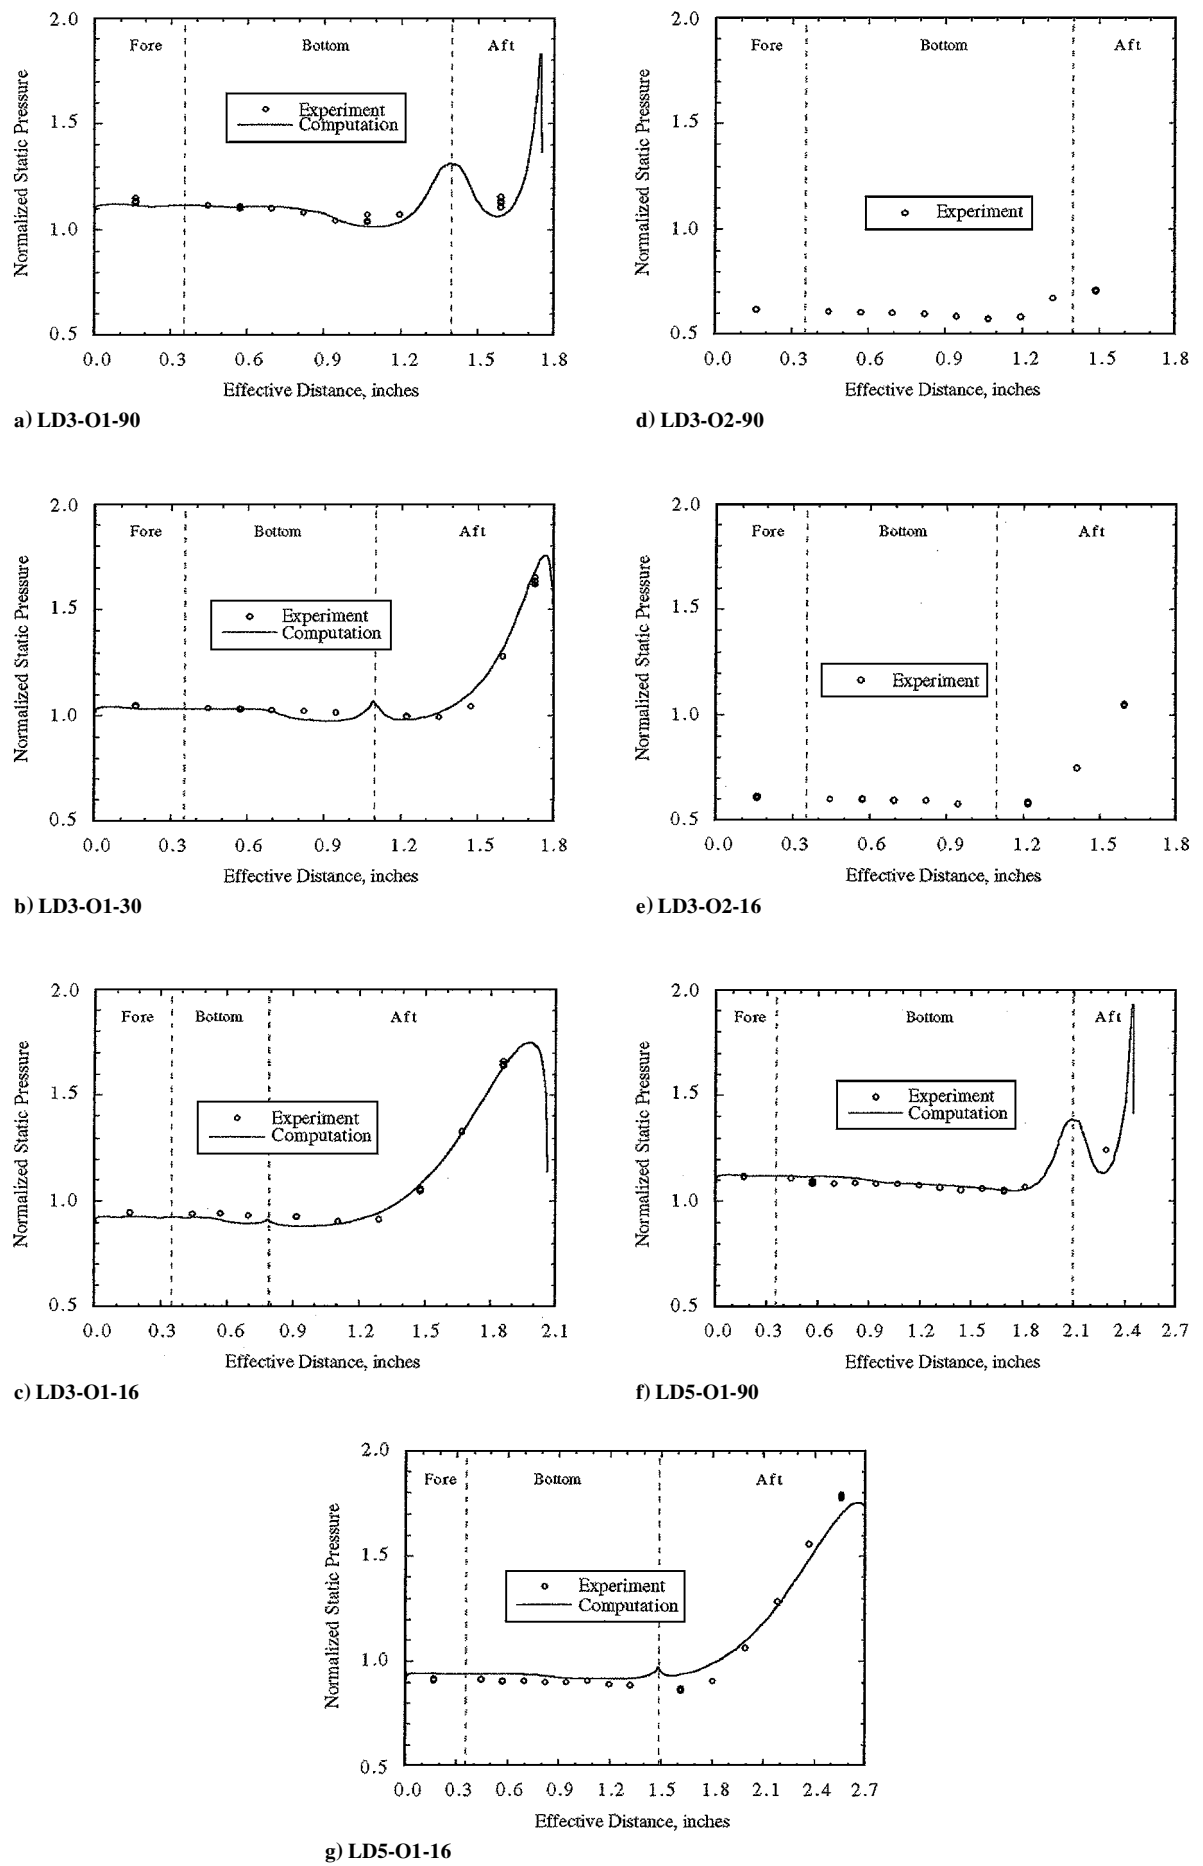 2.0
1.5
1.0
0.5
Normalized Static Pressure
Fore
Bottom
Aft
Experiment
Computation
0.0 0.3 0.6 0.9 1.2 1.5 1.8
Effective Distance, inches
a) LD3-O1-90
2.0
1.5
1.0
0.5
Normalized Static Pressure
Fore
Bottom
Aft
Experiment
0.0 0.3 0.6 0.9 1.2 1.5 1.8
Effective Distance, inches
d) LD3-O2-90
2.0
1.5
1.0
0.5
Normalized Static Pressure
Fore
Bottom
Aft
Experiment
Computation
0.0 0.3 0.6 0.9 1.2 1.5 1.8
Effective Distance, inches
b) LD3-O1-30
2.0
1.5
1.0
0.5
Normalized Static Pressure
Fore
Bottom
Aft
Experiment
0.0 0.3 0.6 0.9 1.2 1.5 1.8
Effective Distance, inches
e) LD3-O2-16
2.0
1.5
1.0
0.5
Normalized Static Pressure
Fore
Bottom
Aft
Experiment
Computation
0.0 0.3 0.6 0.9 1.2 1.5 1.8 2.1
Effective Distance, inches
c) LD3-O1-16
2.0
1.5
1.0
0.5
Normalized Static Pressure
Fore
Bottom
Aft
Experiment
Computation
0.0 0.3 0.6 0.9 1.2 1.5 1.8 2.1 2.4 2.7
Effective Distance, inches
f) LD5-O1-90
2.0
1.5
1.0
0.5
Normalized Static Pressure
Fore
Bottom
Aft
Experiment
Computation
0.0 0.3 0.6 0.9 1.2 1.5 1.8 2.1 2.4 2.7
Effective Distance, inches
g) LD5-O1-16